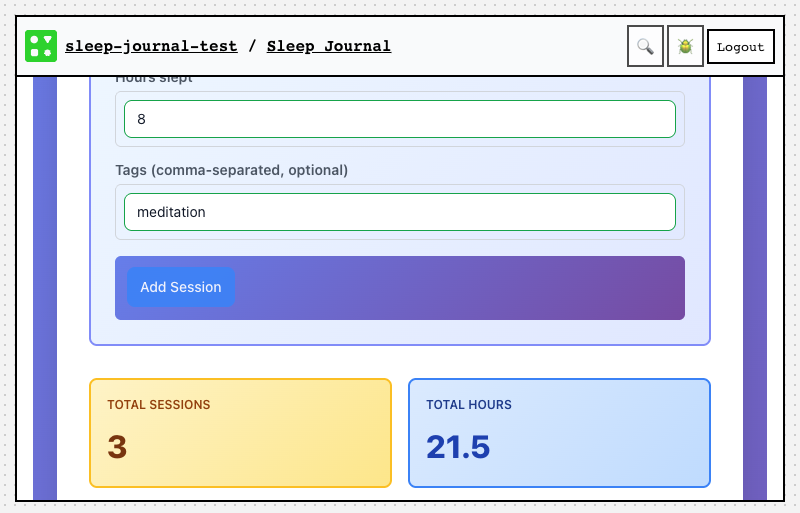 sleep-journal-test / Sleep Journal
Logout
Hours slept
8
Tags (comma-separated, optional)
meditation
Add Session
TOTAL SESSIONS
3
TOTAL HOURS
21.5